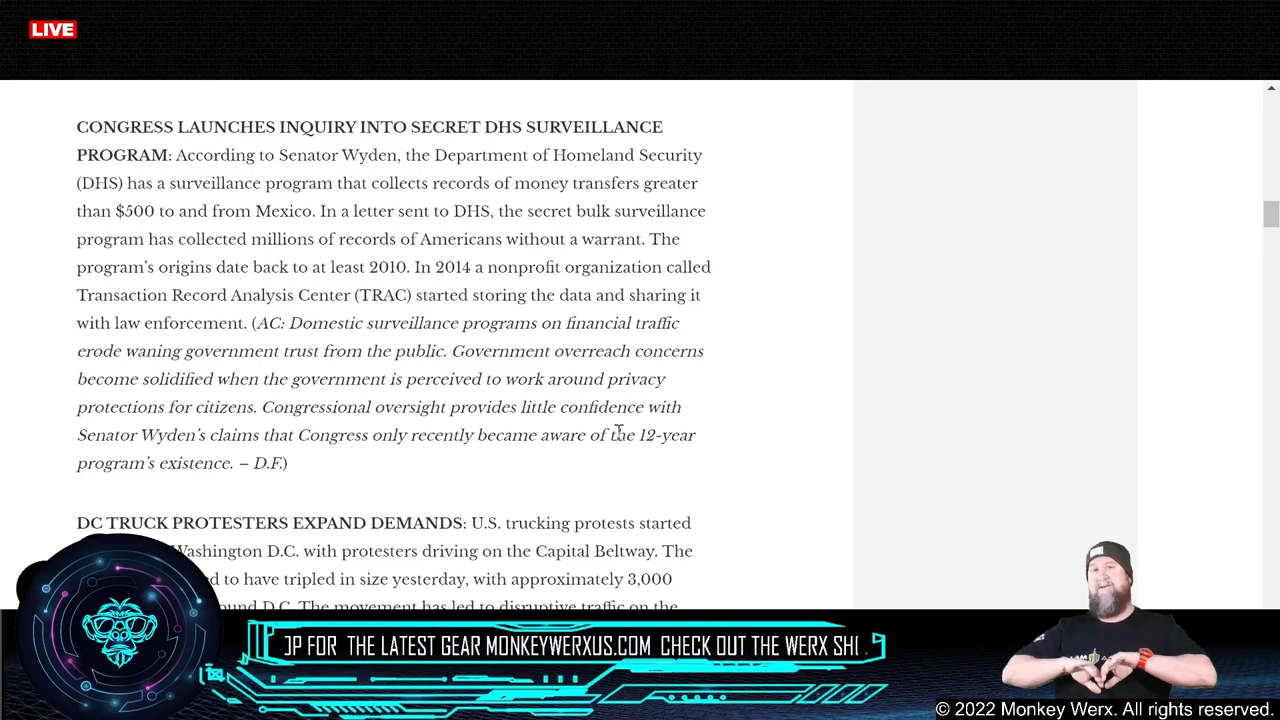 LIVE
CONGRESS LAUNCHES INQUIRY INTO SECRET DHS SURVEILLANCE
PROGRAM: According to Senator Wyden, the Department of Homeland Security
(DHS) has a surveillance program that collects records of money transfers greater
than $500 to and from Mexico. In a letter sent to DHS, the secret bulk surveillance
program has collected millions of records of Americans without a warrant. The
program's origins date back to at least 2010. In 2014 a nonprofit organization called
Transaction Record Analysis Center (TRAC) started storing the data and sharing it
with law enforcement. (AC: Domestic surveillance programs on financial traffic
erode waning government trust from the public. Government overreach concerns
become solidified when the government is perceived to work around privacy
protections for citizens. Congressional oversight provides little confidence with
Senator Wyden's claims that Congress only recently became aware of the 12-year
program's existence. – D.F.)
DC TRUCK PROTESTERS EXPAND DEMANDS: U.S. trucking protests started
Washington D.C. with protesters driving on the Capital Beltway. The
to have tripled in size yesterday, with approximately 3,000
D.C. The movement has led to disruptive traffic on the
FOR THE LATEST GEAR MONKEYWERXUS.COM CHECK OUT THE WERX
© 2022 Monkey Werx. All rights reserved.